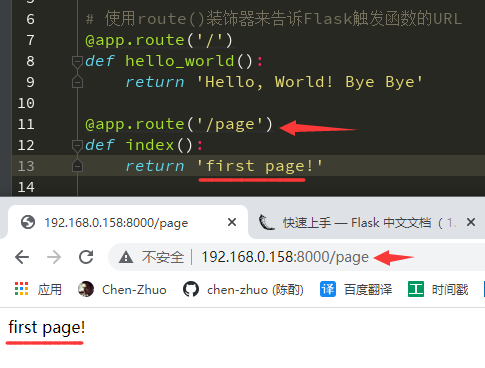 6 # 使用route()装饰器来告诉Flask触发函数的URL
7 @app.route('/')
8 def hello_world():
9 return 'Hello, World! Bye Bye'
10
11 @app.route('/page')
12 def index():
13 return 'first page!'
14
192.168.0.158:8000/page
快速上手 — Flask 中文文档（ 1.
不安全 | 192.168.0.158:8000/page
应用 Chen-Zhuo chen-zhuo (陈酌) 译 百度翻译 工 时间戳
first page!